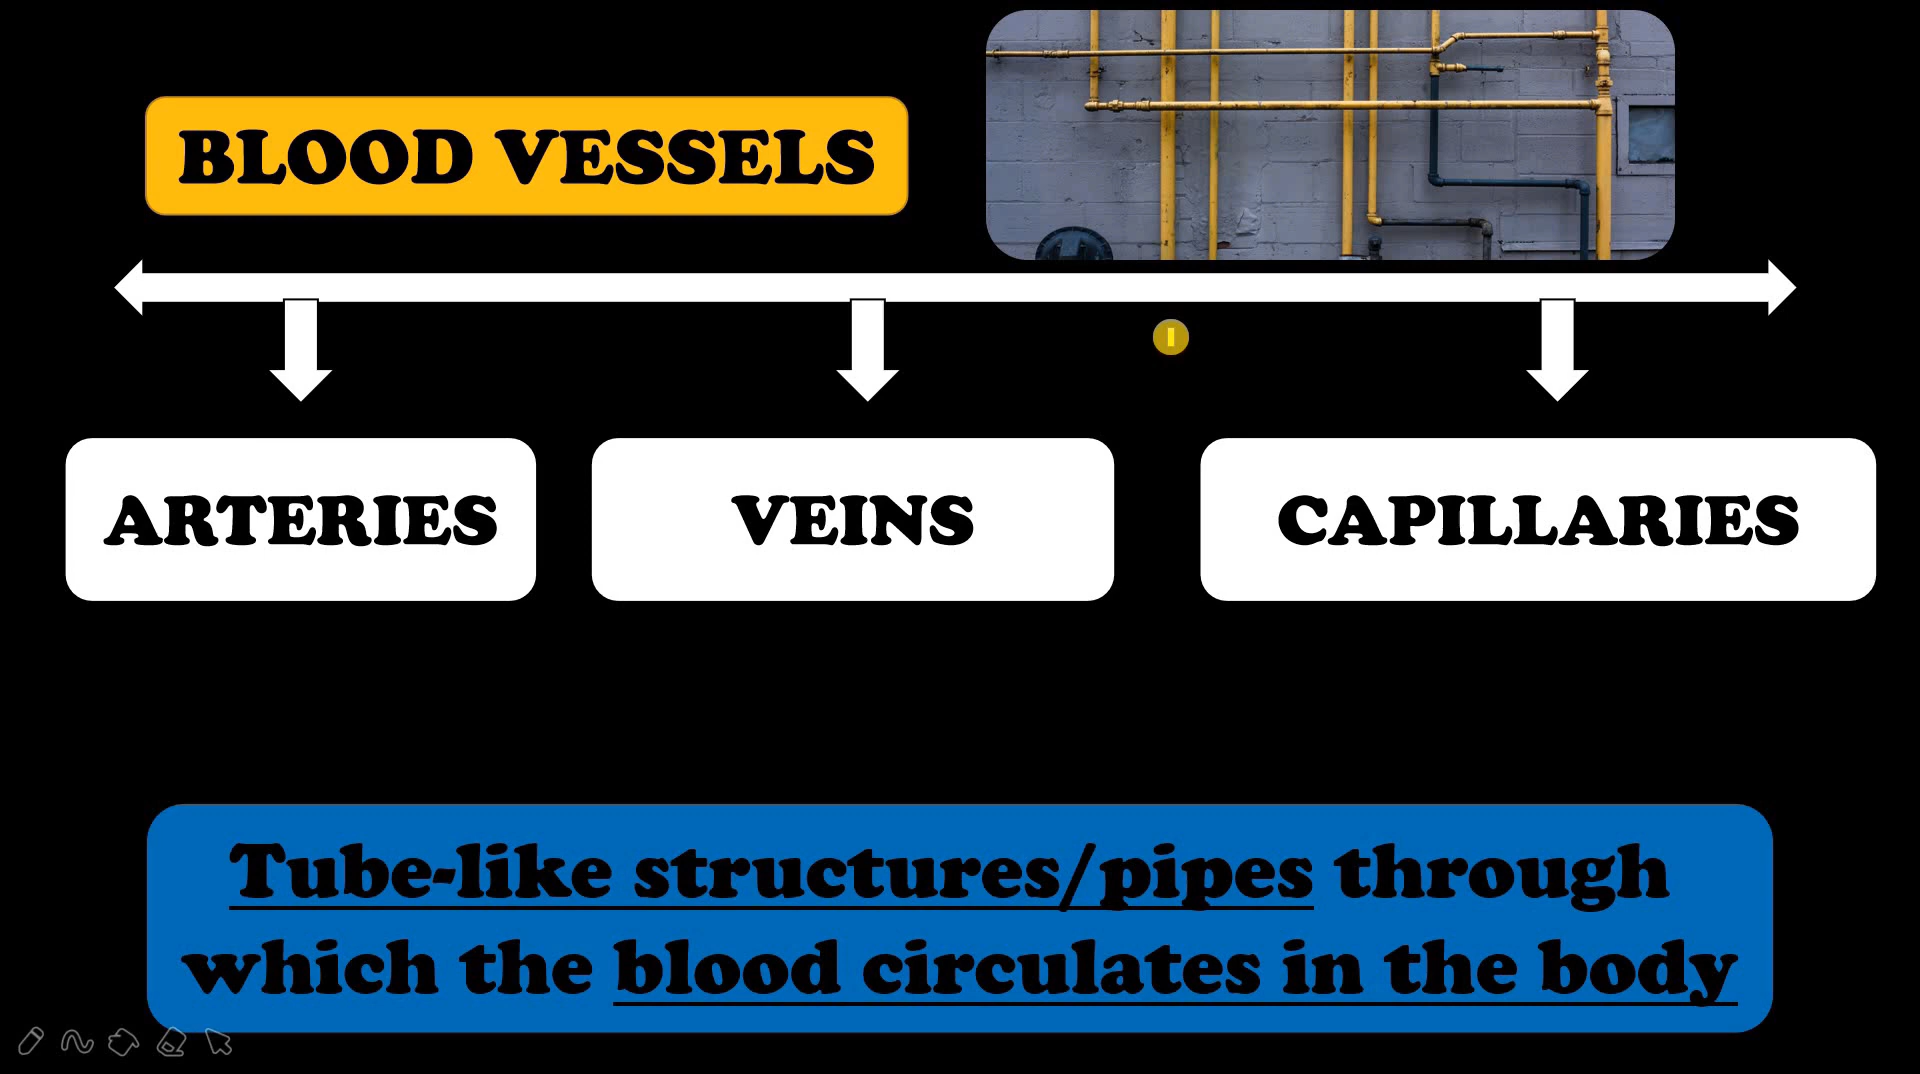 BLOOD VESSELS
ARTERIES
VEINS
CAPILLARIES
Tube-like structures/pipes through
which the blood circulates in the body